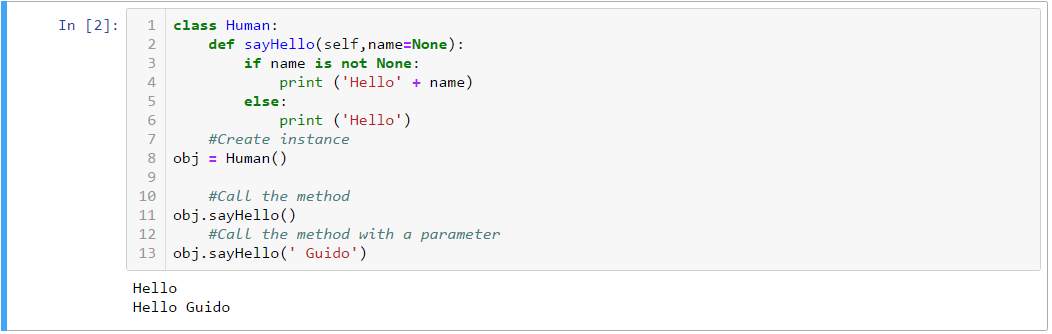 In [2]:
1 class Human:
2     def sayHello(self,name=None):
3         if name is not None:
4             print ('Hello' + name)
5         else:
6             print ('Hello')
7     #Create instance
8 obj = Human()
9
10     #Call the method
11 obj.sayHello()
12     #Call the method with a parameter
13 obj.sayHello(' Guido')
Hello
Hello Guido